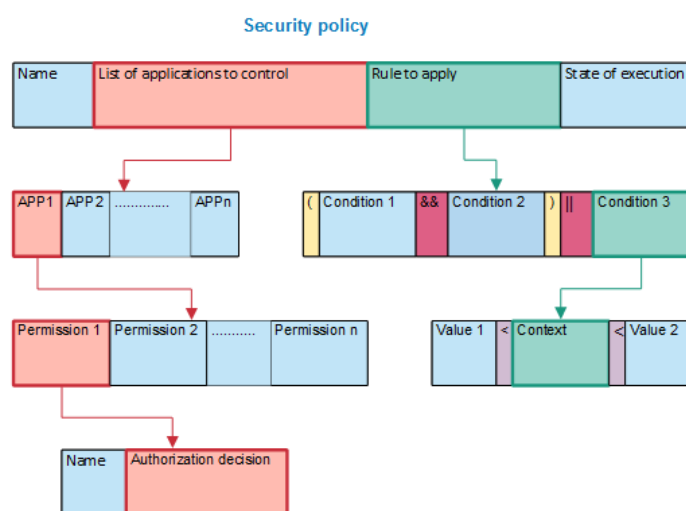 Security policy
Name List of applications to control Rule to apply State of execution
APP1 APP2 ............. APPn ( Condition 1 && Condition 2 ) || Condition 3
Permission 1 Permission 2 ........... Permission n Value 1 < Context < Value 2
Name Authorization decision